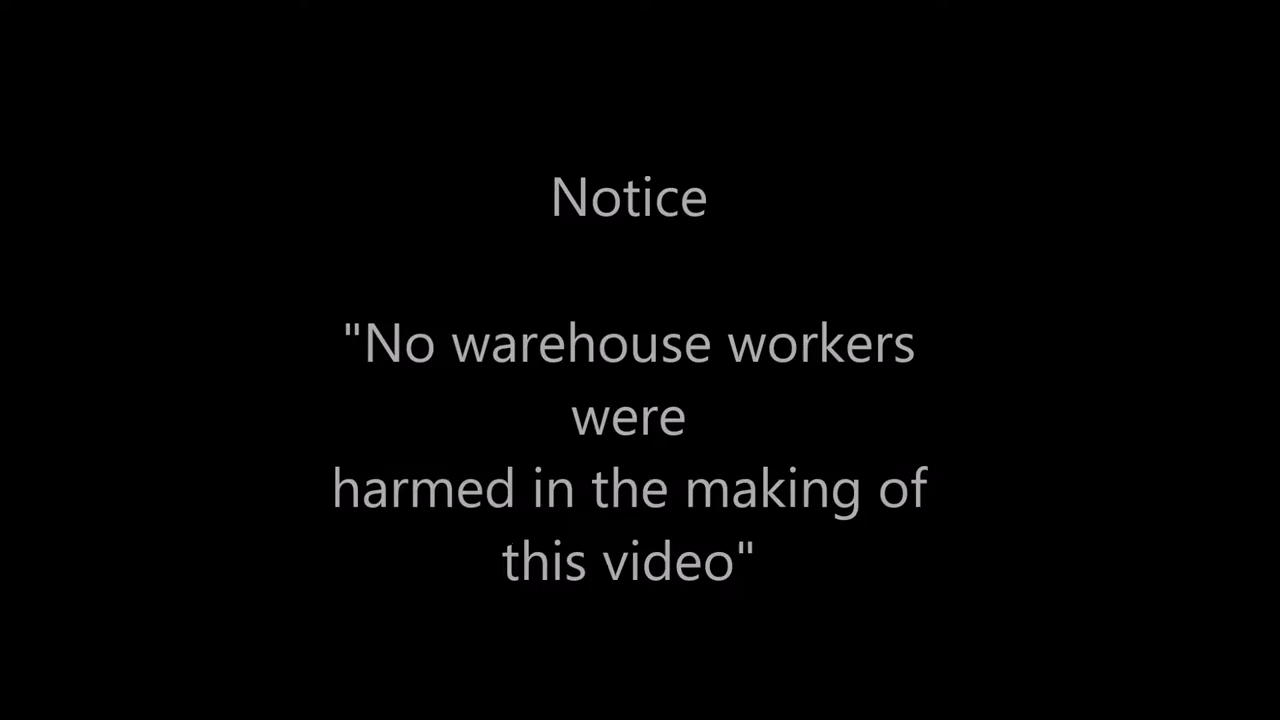 Notice
"No warehouse workers
were
harmed in the making of
this video"